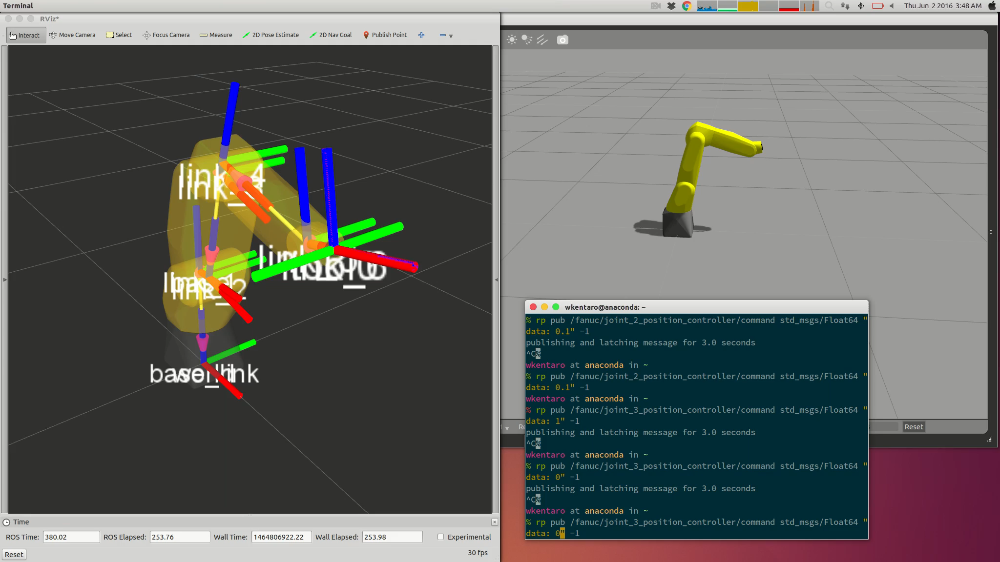 Terminal
Thu Jun 2 2016 3:48 AM
RViz*
Interact
Move Camera
Select
Focus Camera
Measure
2D Pose Estimate
2D Nav Goal
Publish Point
base_link
Time
ROS Time: 380.02
ROS Elapsed: 253.76
Wall Time: 1464806922.22
Wall Elapsed: 253.98
Experimental
Reset
30 fps
Reset
wkentaro@anaconda: ~
% rp pub /fanuc/joint_2_position_controller/command std_msgs/Float64 "
data: 0.1" -1
publishing and latching message for 3.0 seconds
^C%
wkentaro at anaconda in ~
% rp pub /fanuc/joint_2_position_controller/command std_msgs/Float64 "
data: 0.1" -1
wkentaro at anaconda in ~
% rp pub /fanuc/joint_3_position_controller/command std_msgs/Float64 "
data: 1" -1
publishing and latching message for 3.0 seconds
^C%
wkentaro at anaconda in ~
% rp pub /fanuc/joint_3_position_controller/command std_msgs/Float64 "
data: 0" -1
publishing and latching message for 3.0 seconds
^C%
wkentaro at anaconda in ~
% rp pub /fanuc/joint_3_position_controller/command std_msgs/Float64 "
data: 0" -1